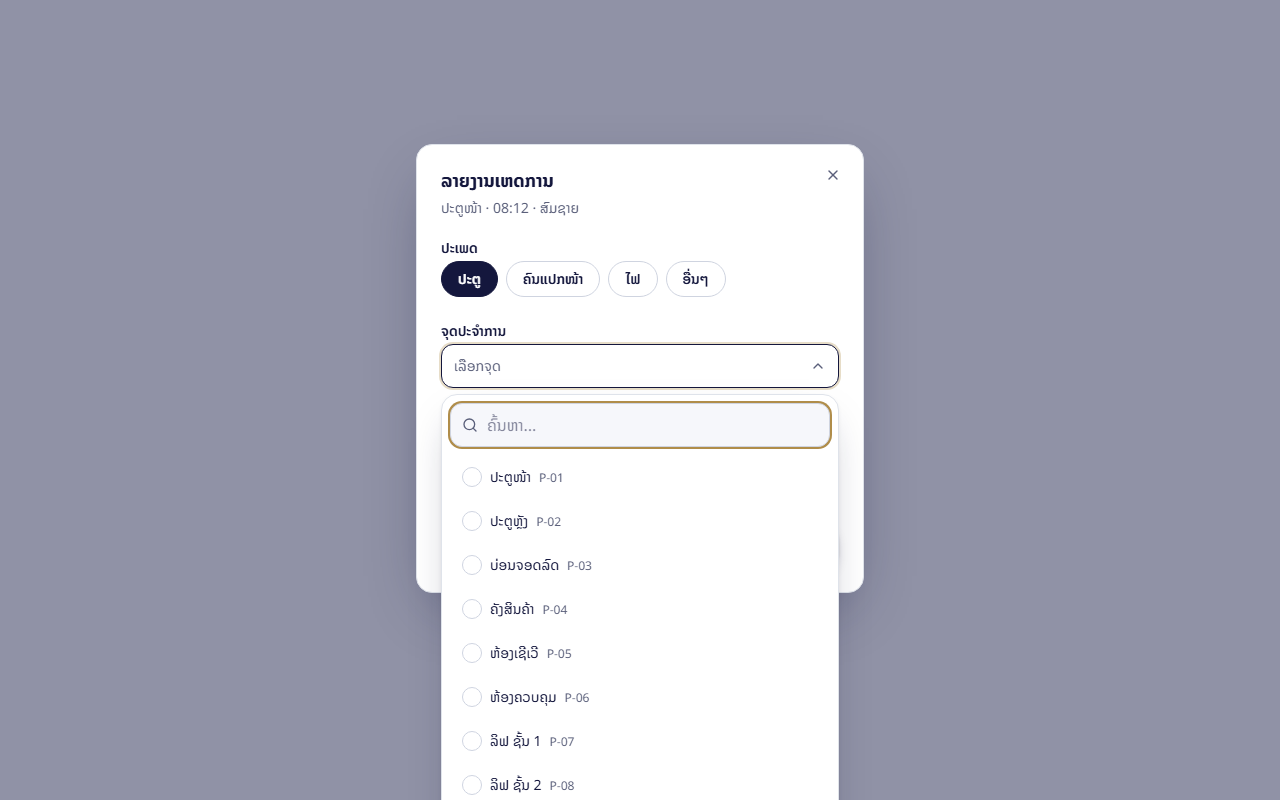 ລາຍງານເຫດການ
ປະຕູໜ້າ · 08:12 · ສົມຊາຍ
ປະເພດ
ປະຕູ ຄົນແປກໜ້າ ໄຟ ອື່ນໆ
ຈຸດປະຈຳການ
ເລືອກຈຸດ
ຄົ້ນຫາ...
ປະຕູໜ້າ P-01
ປະຕູຫຼັງ P-02
ບ່ອນຈອດລົດ P-03
ຄັງສິນຄ້າ P-04
ຫ້ອງເຊີເວີ P-05
ຫ້ອງຄວບຄຸມ P-06
ລິຟ ຊັ້ນ 1 P-07
ລິຟ ຊັ້ນ 2 P-08